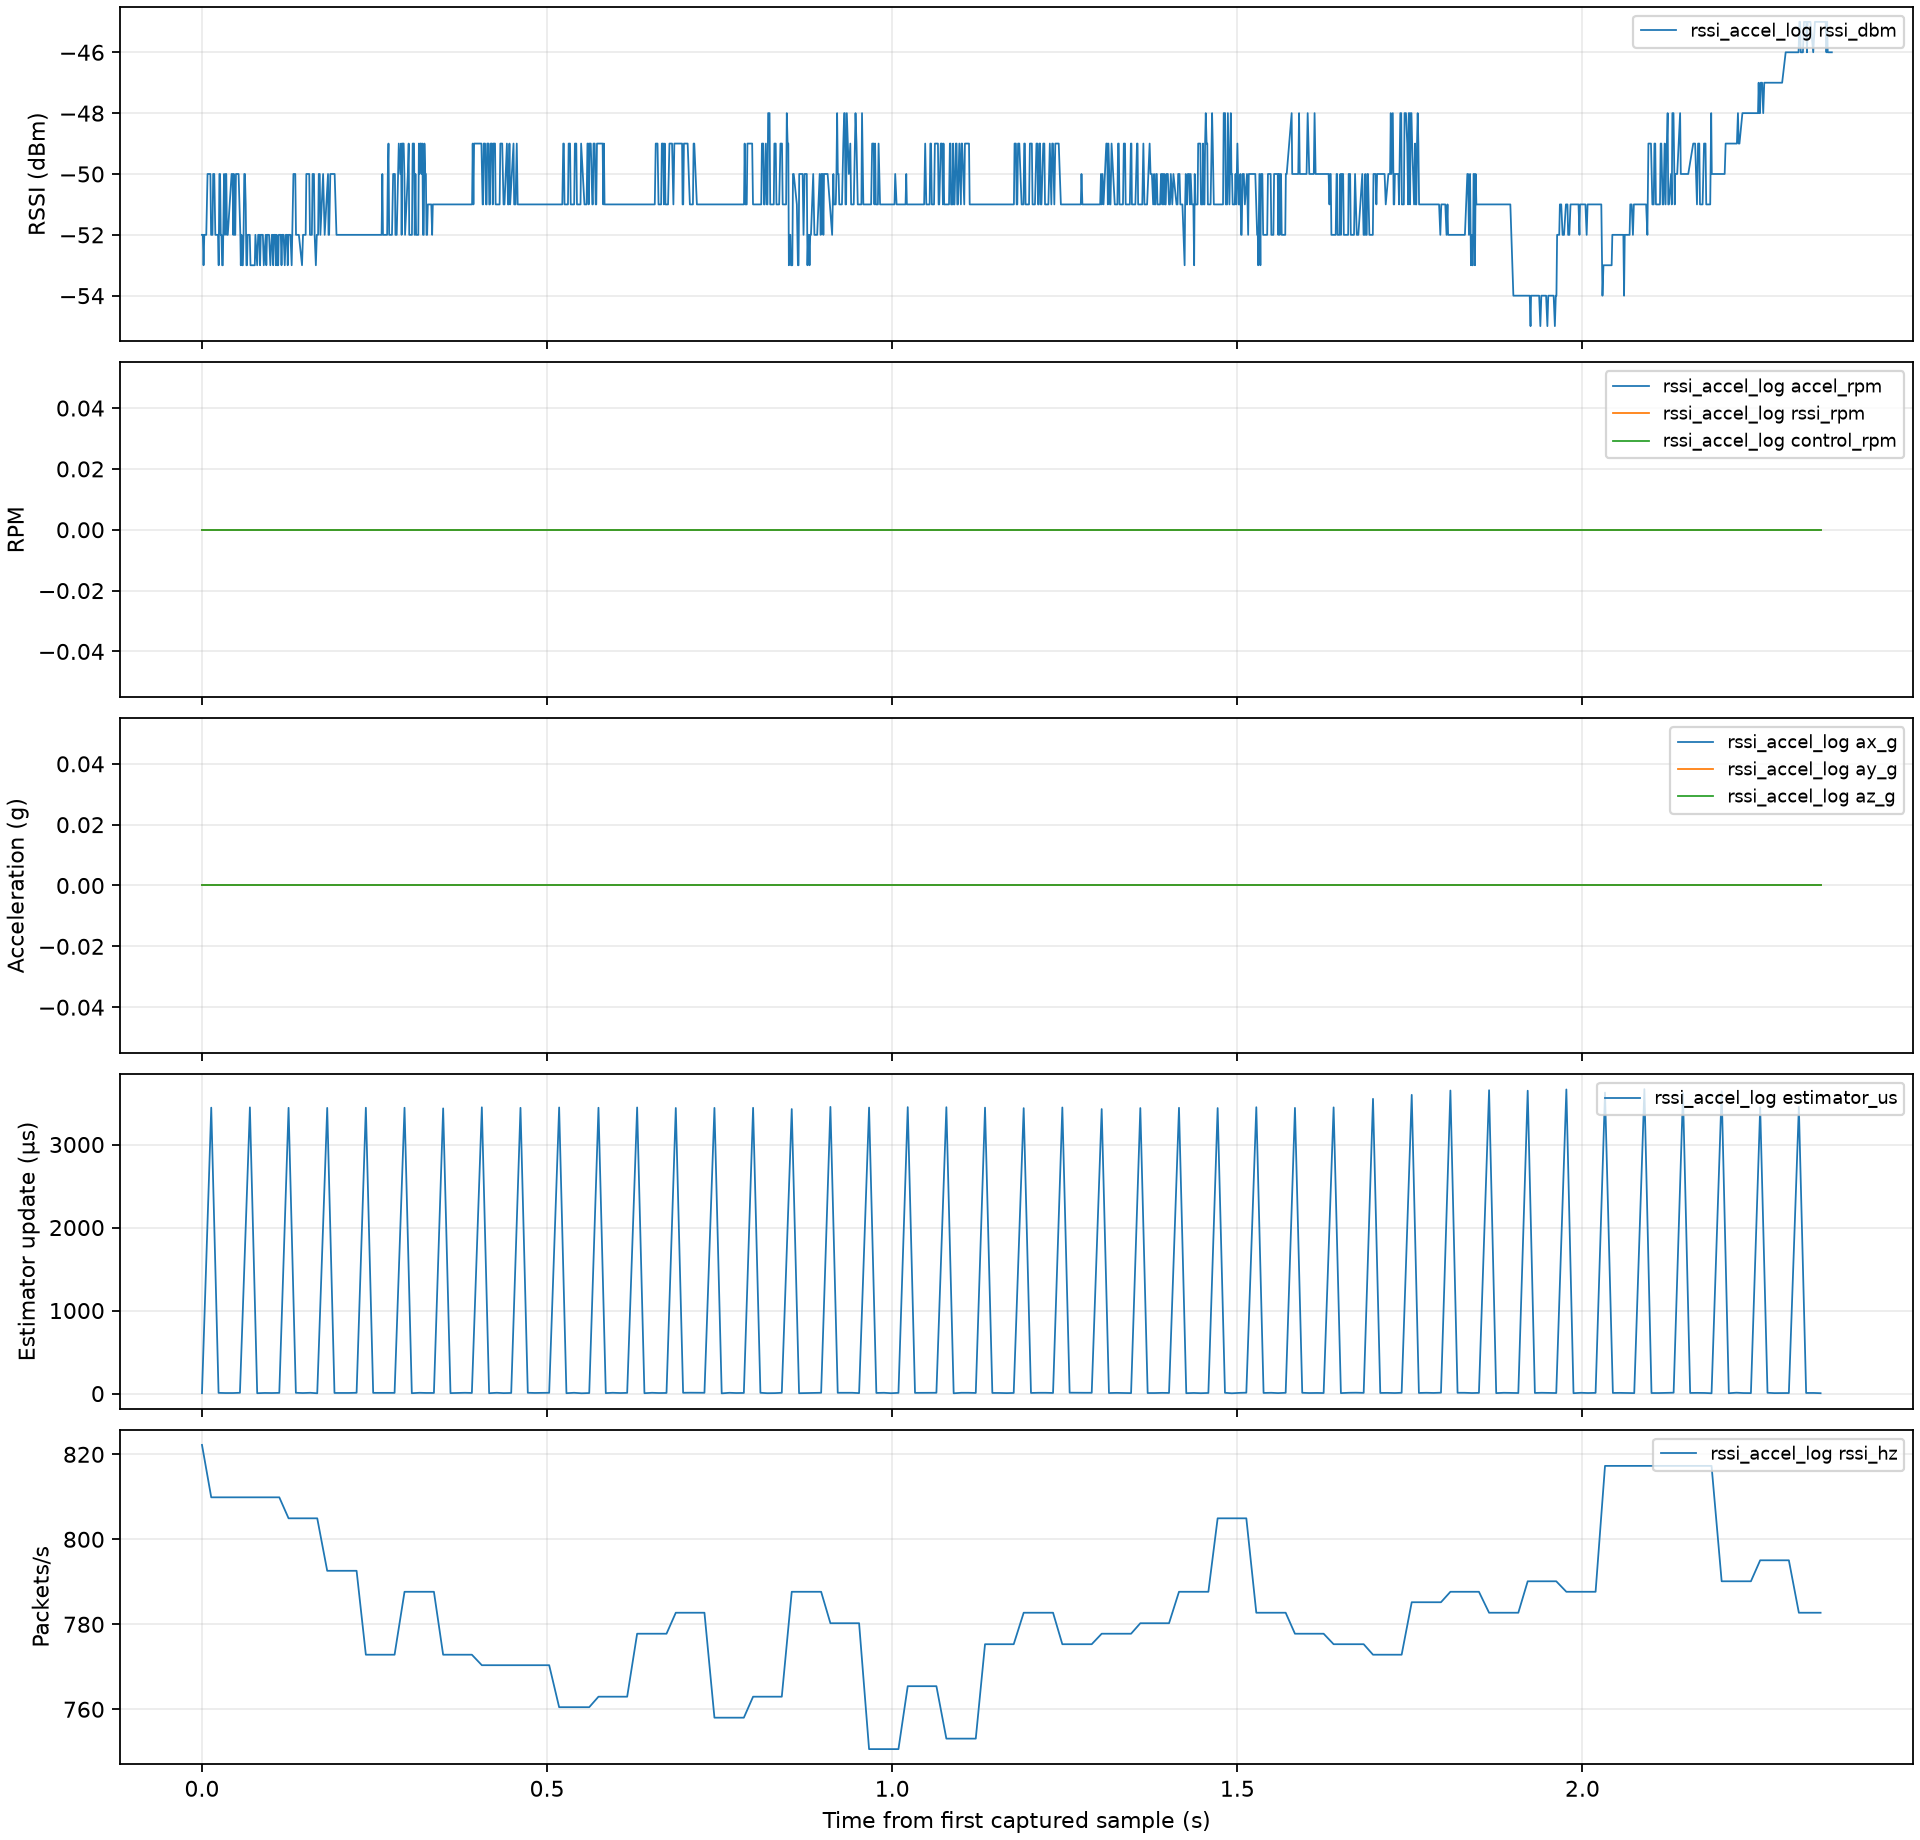 rssi_accel_log rssi_dbm
RSSI (dBm)
−46
−48
−50
−52
−54
rssi_accel_log accel_rpm
rssi_accel_log rssi_rpm
rssi_accel_log control_rpm
RPM
0.04
0.02
0.00
−0.02
−0.04
rssi_accel_log ax_g
rssi_accel_log ay_g
rssi_accel_log az_g
Acceleration (g)
0.04
0.02
0.00
−0.02
−0.04
rssi_accel_log estimator_us
Estimator update (µs)
3000
2000
1000
0
rssi_accel_log rssi_hz
Packets/s
820
800
780
760
0.0 0.5 1.0 1.5 2.0
Time from first captured sample (s)